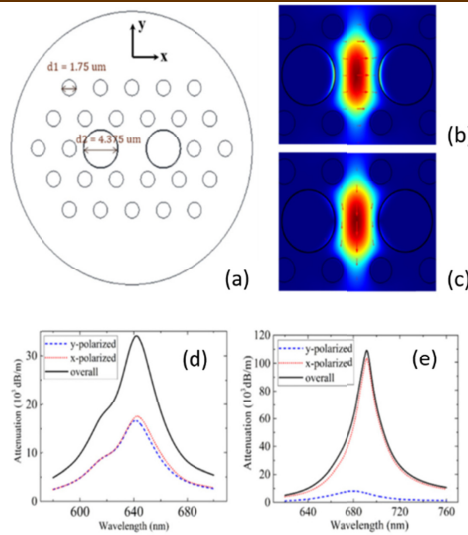 y
x
d1 = 1.75 um
d2 = 4.375 um
(a)
(b)
(c)
(d)
y-polarized
x-polarized
overall
Attenuation (10³ dB/m)
30
20
10
0
600
640
680
Wavelength (nm)
(e)
y-polarized
x-polarized
overall
Attenuation (10³ dB/m)
120
100
80
60
40
20
0
640
680
720
760
Wavelength (nm)